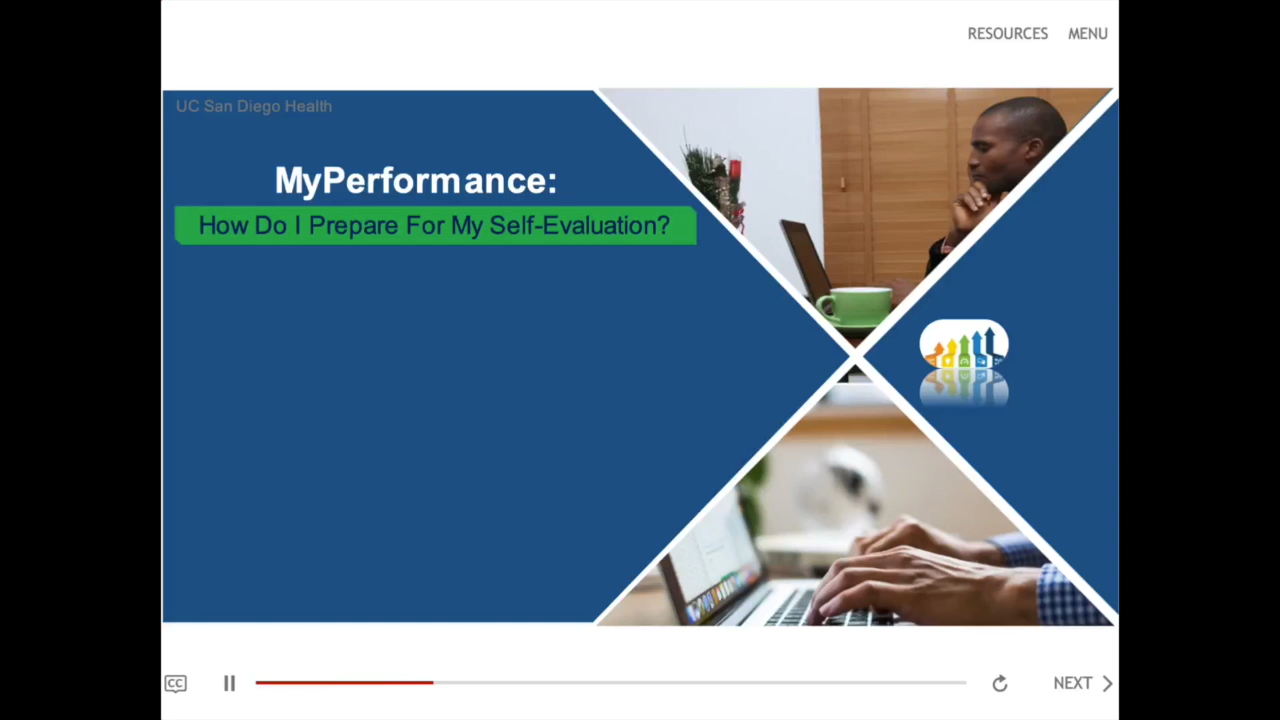 RESOURCES MENU
UC San Diego Health
MyPerformance:
How Do I Prepare For My Self-Evaluation?
CC
NEXT